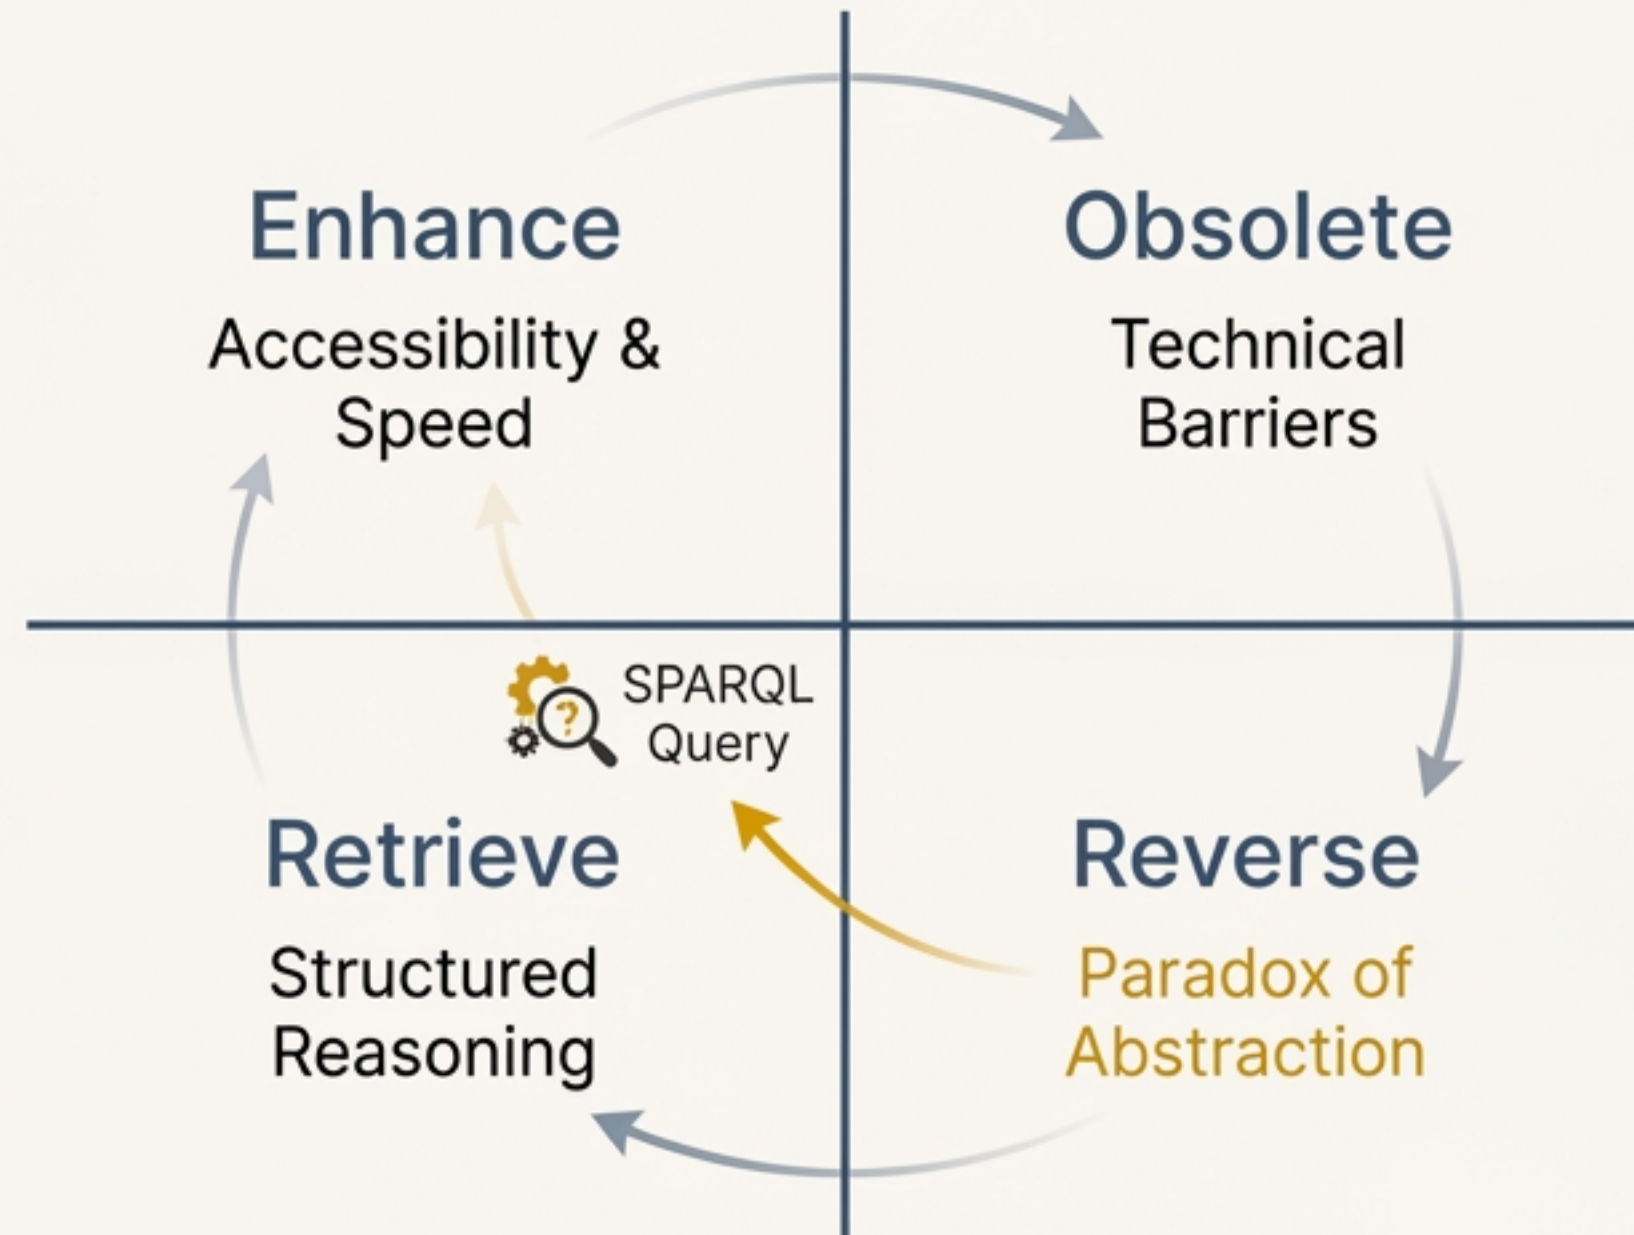 Enhance
Accessibility &
Speed
Obsolete
Technical
Barriers
?
SPARQL
Query
Retrieve
Structured
Reasoning
Reverse
Paradox of
Abstraction